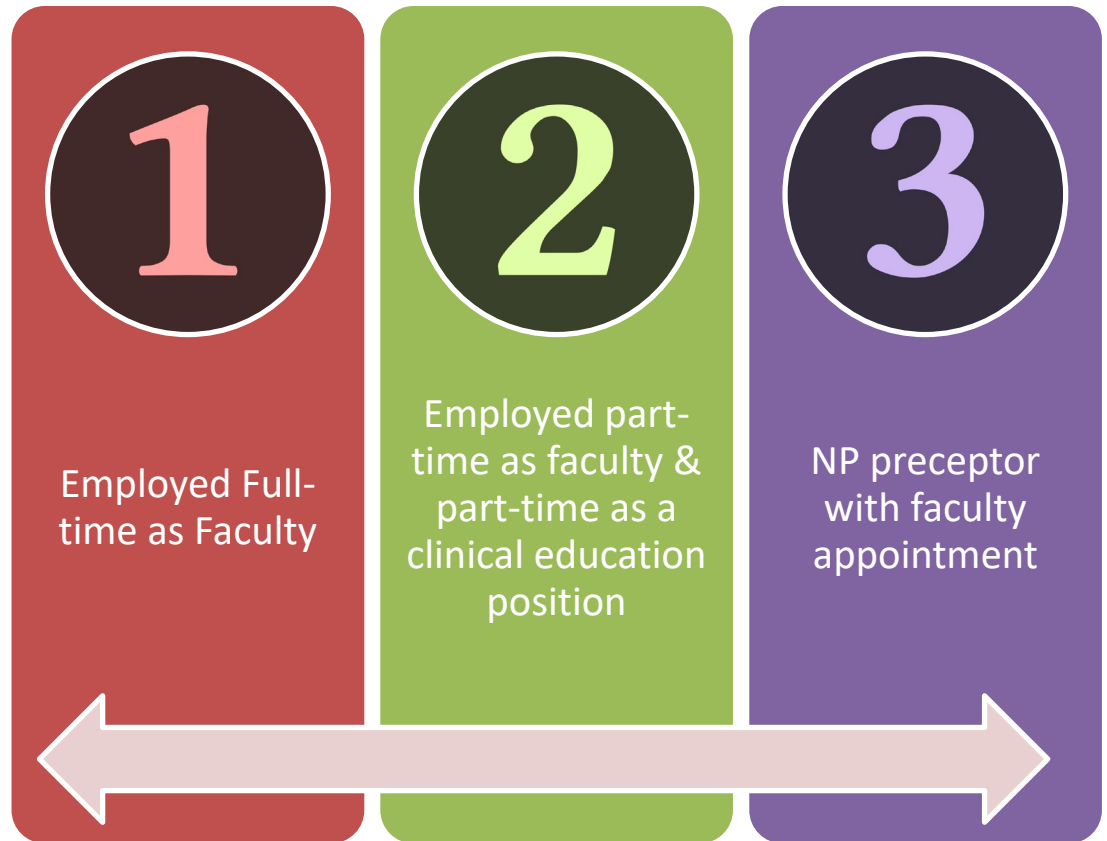 1
Employed Full-
time as Faculty
2
Employed part-
time as faculty &
part-time as a
clinical education
position
3
NP preceptor
with faculty
appointment